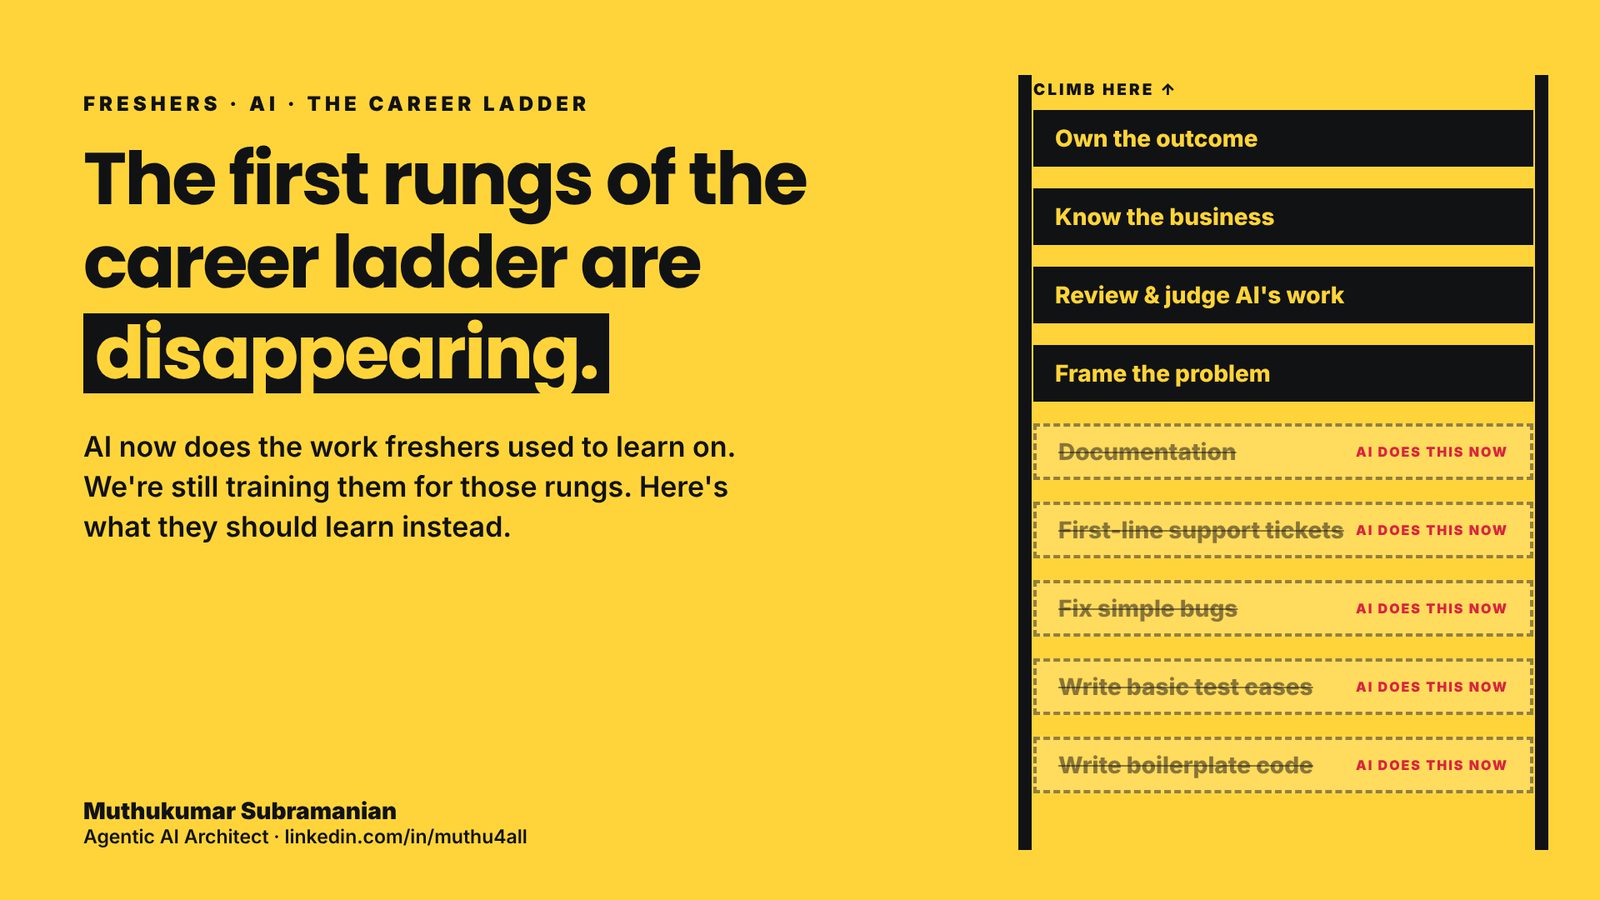 FRESHERS · AI · THE CAREER LADDER
The first rungs of the
career ladder are
disappearing.
AI now does the work freshers used to learn on.
We're still training them for those rungs. Here's
what they should learn instead.
Muthukumar Subramanian
Agentic AI Architect · linkedin.com/in/muthu4all
CLIMB HERE ↑
Own the outcome
Know the business
Review & judge AI's work
Frame the problem
Documentation AI DOES THIS NOW
First-line support tickets AI DOES THIS NOW
Fix simple bugs AI DOES THIS NOW
Write basic test cases AI DOES THIS NOW
Write boilerplate code AI DOES THIS NOW